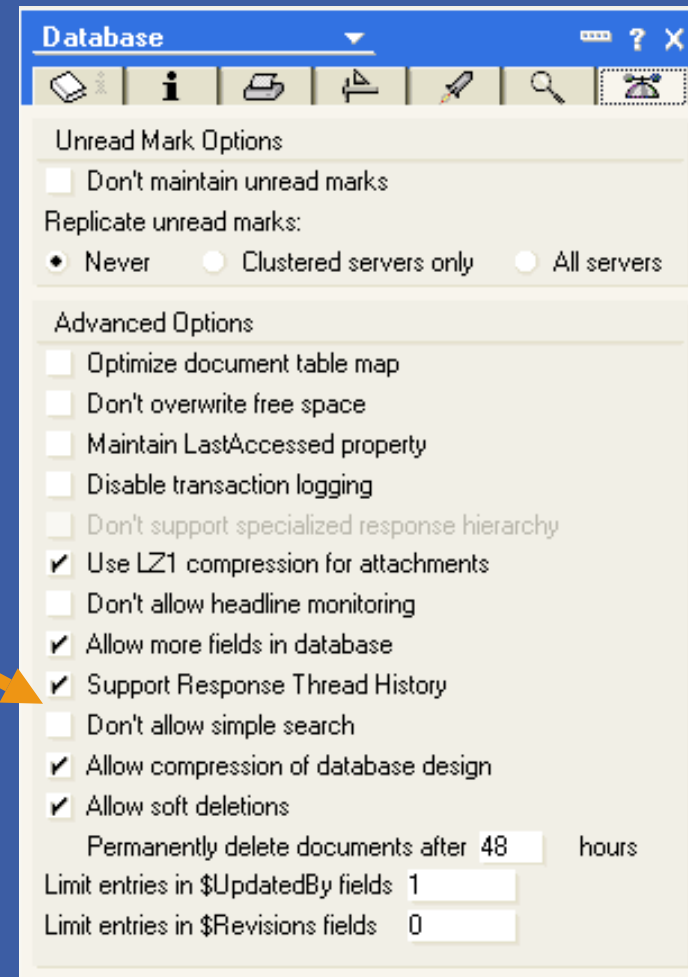 Database ? X
i
Unread Mark Options
Don't maintain unread marks
Replicate unread marks:
Never Clustered servers only All servers
Advanced Options
Optimize document table map
Don't overwrite free space
Maintain LastAccessed property
Disable transaction logging
Don't support specialized response hierarchy
Use LZ1 compression for attachments
Don't allow headline monitoring
Allow more fields in database
Support Response Thread History
Don't allow simple search
Allow compression of database design
Allow soft deletions
Permanently delete documents after 48 hours
Limit entries in $UpdatedBy fields 1
Limit entries in $Revisions fields 0